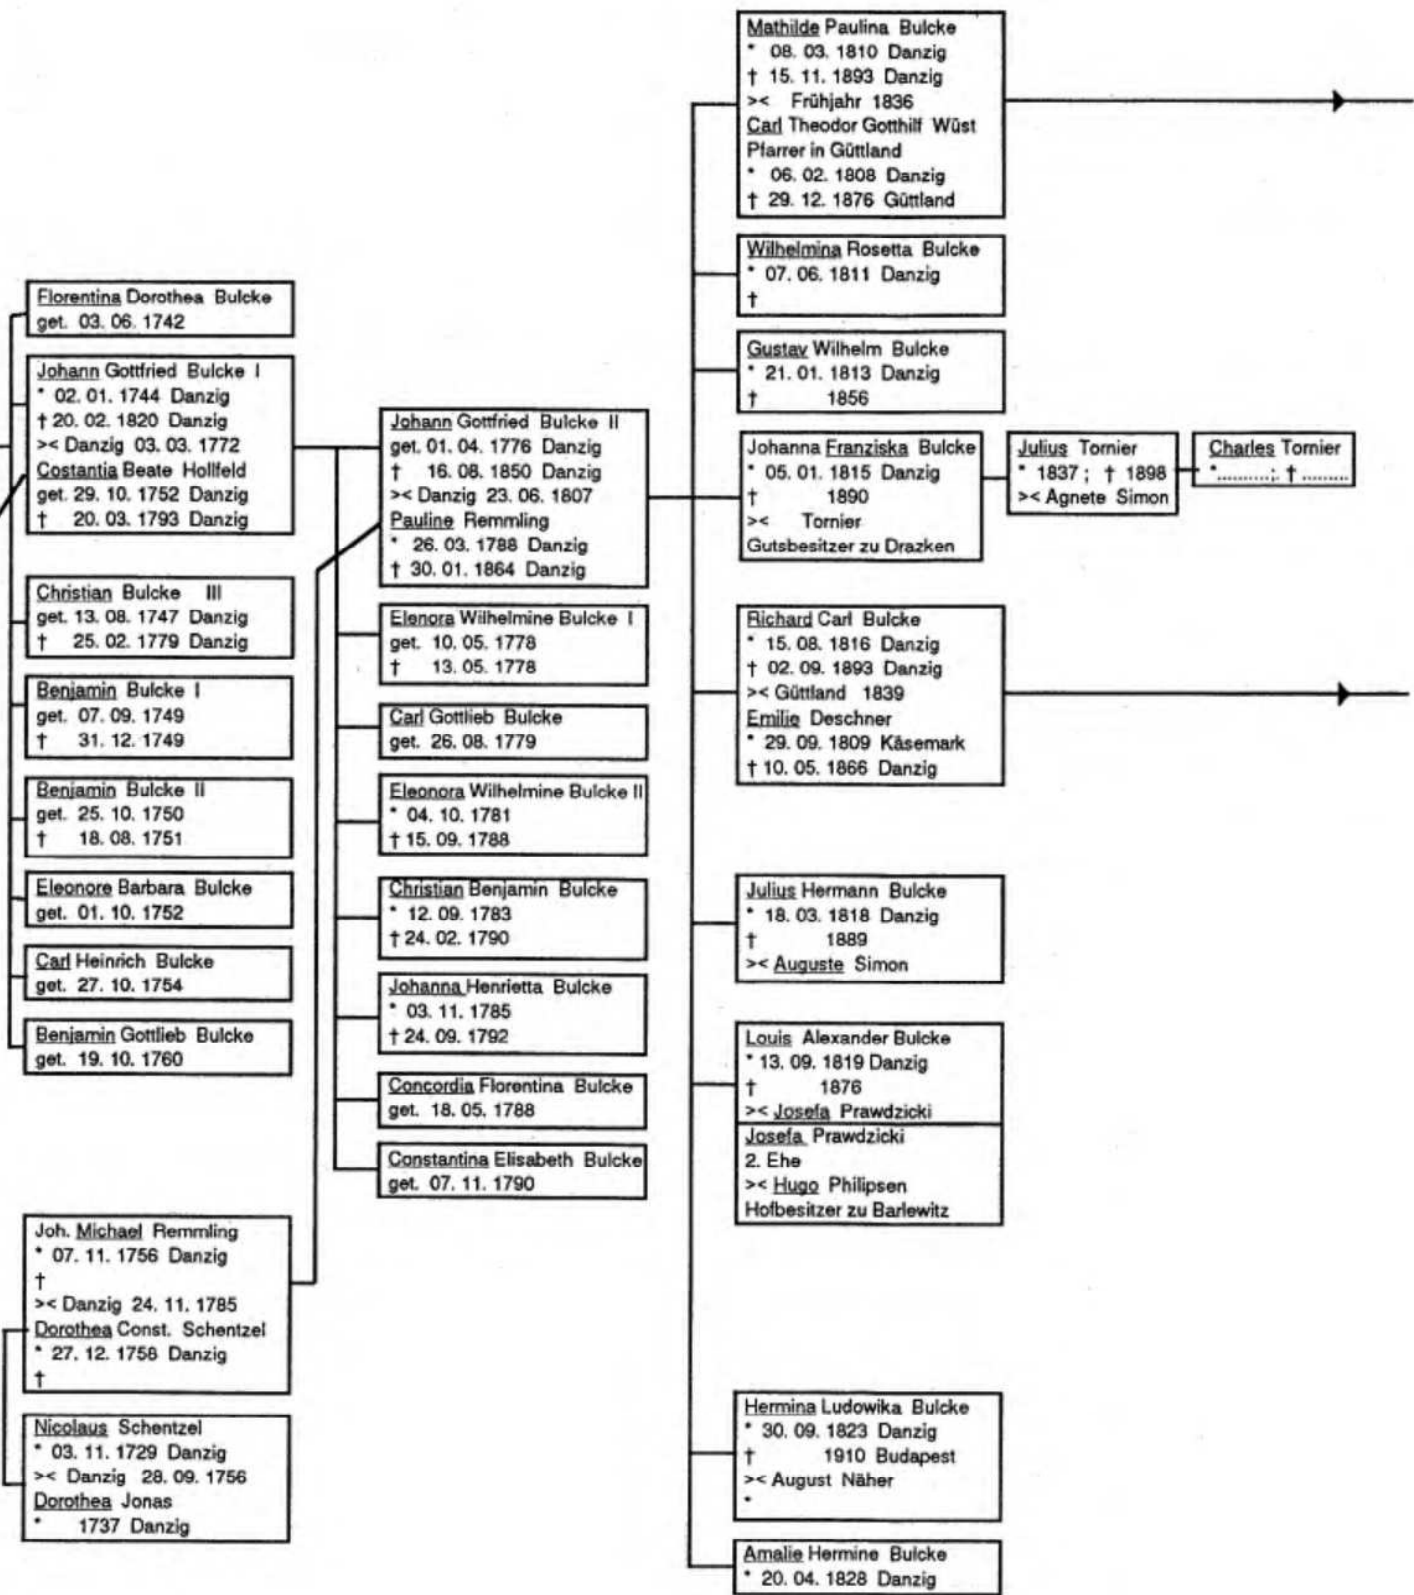 Florentina Dorothea Bulcke
get. 03. 06. 1742
Johann Gottfried Bulcke I
* 02. 01. 1744 Danzig
† 20. 02. 1820 Danzig
>< Danzig 03. 03. 1772
Costantia Beate Hollfeld
get. 29. 10. 1752 Danzig
† 20. 03. 1793 Danzig
Christian Bulcke III
get. 13. 08. 1747 Danzig
† 25. 02. 1779 Danzig
Benjamin Bulcke I
get. 07. 09. 1749
† 31. 12. 1749
Benjamin Bulcke II
get. 25. 10. 1750
† 18. 08. 1751
Eleonore Barbara Bulcke
get. 01. 10. 1752
Carl Heinrich Bulcke
get. 27. 10. 1754
Benjamin Gottlieb Bulcke
get. 19. 10. 1760
Joh. Michael Remmling
* 07. 11. 1756 Danzig
†
>< Danzig 24. 11. 1785
Dorothea Const. Schentzel
* 27. 12. 1758 Danzig
†
Nicolaus Schentzel
* 03. 11. 1729 Danzig
>< Danzig 28. 09. 1756
Dorothea Jonas
* 1737 Danzig
Johann Gottfried Bulcke II
get. 01. 04. 1776 Danzig
† 16. 08. 1850 Danzig
>< Danzig 23. 06. 1807
Pauline Remmling
* 26. 03. 1788 Danzig
† 30. 01. 1864 Danzig
Elenora Wilhelmine Bulcke I
get. 10. 05. 1778
† 13. 05. 1778
Carl Gottlieb Bulcke
get. 26. 08. 1779
Eleonora Wilhelmine Bulcke II
* 04. 10. 1781
† 15. 09. 1788
Christian Benjamin Bulcke
* 12. 09. 1783
† 24. 02. 1790
Johanna Henrietta Bulcke
* 03. 11. 1785
† 24. 09. 1792
Concordia Florentina Bulcke
get. 18. 05. 1788
Constantina Elisabeth Bulcke
get. 07. 11. 1790
Mathilde Paulina Bulcke
* 08. 03. 1810 Danzig
† 15. 11. 1893 Danzig
>< Frühjahr 1836
Carl Theodor Gotthilf Wüst
Pfarrer in Güttland
* 06. 02. 1808 Danzig
† 29. 12. 1876 Güttland
Wilhelmina Rosetta Bulcke
* 07. 06. 1811 Danzig
†
Gustav Wilhelm Bulcke
* 21. 01. 1813 Danzig
† 1856
Johanna Franziska Bulcke
* 05. 01. 1815 Danzig
† 1890
>< Tornier
Gutsbesitzer zu Drazken
Julius Tornier
* 1837 ; † 1898
>< Agnete Simon
Charles Tornier
*..........;. † .........
Richard Carl Bulcke
* 15. 08. 1816 Danzig
† 02. 09. 1893 Danzig
>< Güttland 1839
Emilie Deschner
* 29. 09. 1809 Käsemark
† 10. 05. 1866 Danzig
Julius Hermann Bulcke
* 18. 03. 1818 Danzig
† 1889
>< Auguste Simon
Louis Alexander Bulcke
* 13. 09. 1819 Danzig
† 1876
>< Josefa Prawdzicki
Josefa Prawdzicki
2. Ehe
>< Hugo Philipsen
Hofbesitzer zu Barlewitz
Hermina Ludowika Bulcke
* 30. 09. 1823 Danzig
† 1910 Budapest
>< August Näher
*
Amalie Hermine Bulcke
* 20. 04. 1828 Danzig